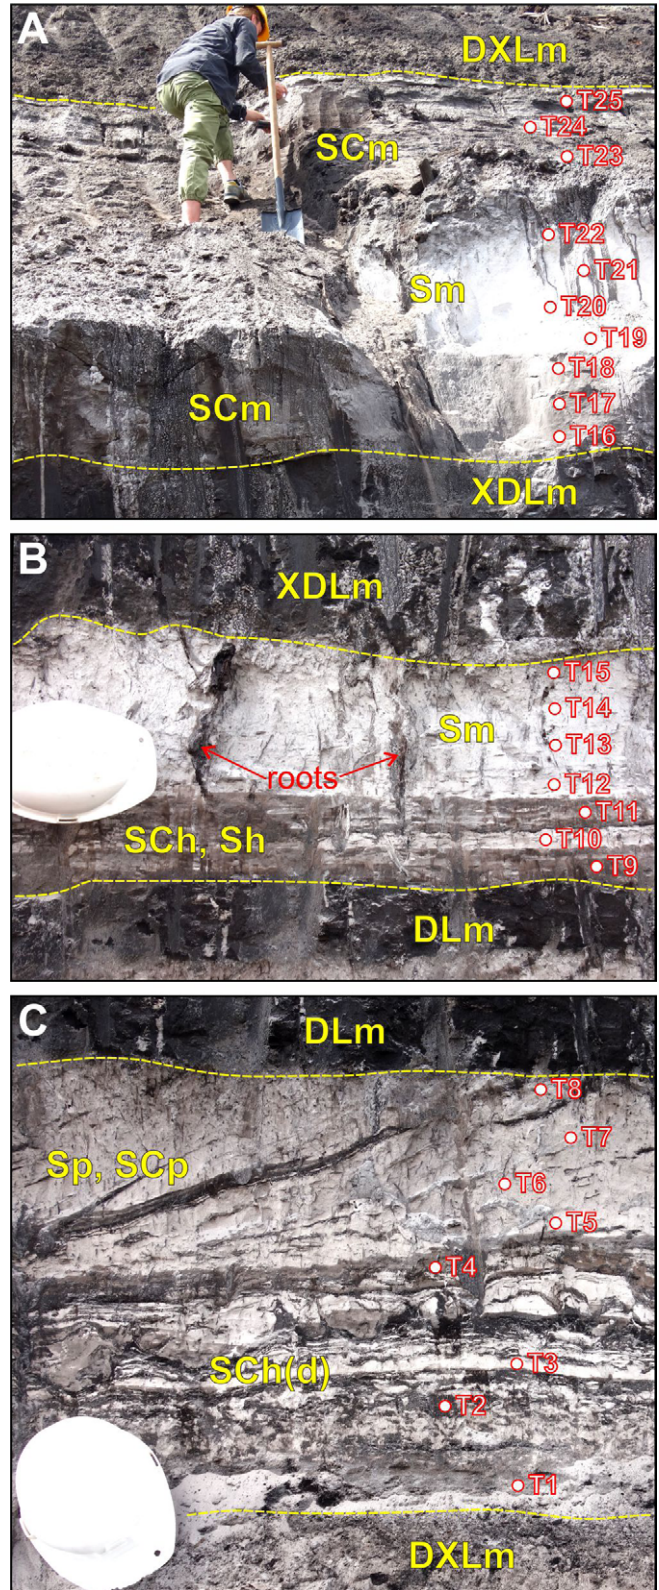 A
DXLm
T25
T24
SCm
T23
T22
T21
Sm
T20
T19
T18
SCm
T17
T16
XDLm
B
XDLm
T15
T14
Sm
T13
roots
T12
T11
SCh, Sh
T10
T9
DLm
C
DLm
T8
T7
Sp, SCp
T6
T5
T4
SCh(d)
T3
T2
T1
DXLm